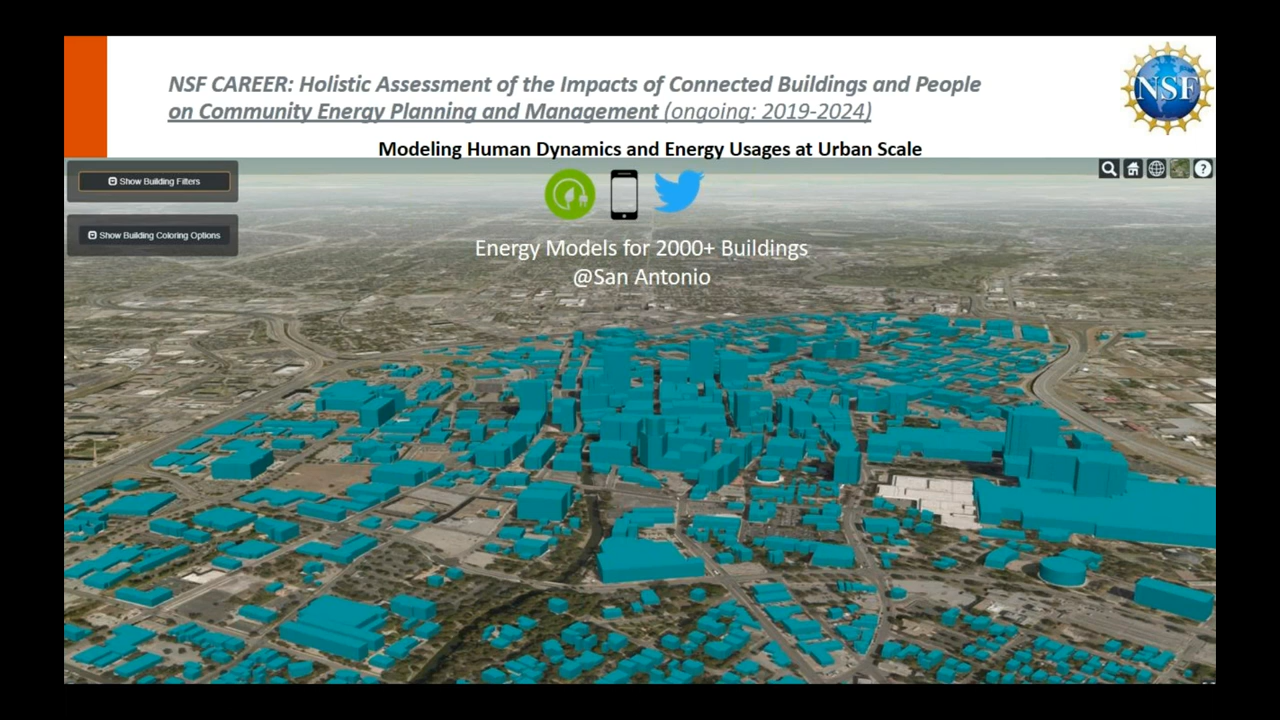 NSF CAREER: Holistic Assessment of the Impacts of Connected Buildings and People
on Community Energy Planning and Management (ongoing: 2019-2024)
NSF
Modeling Human Dynamics and Energy Usages at Urban Scale
Show Building Filters
?
Show Building Coloring Options
Energy Models for 2000+ Buildings
@San Antonio